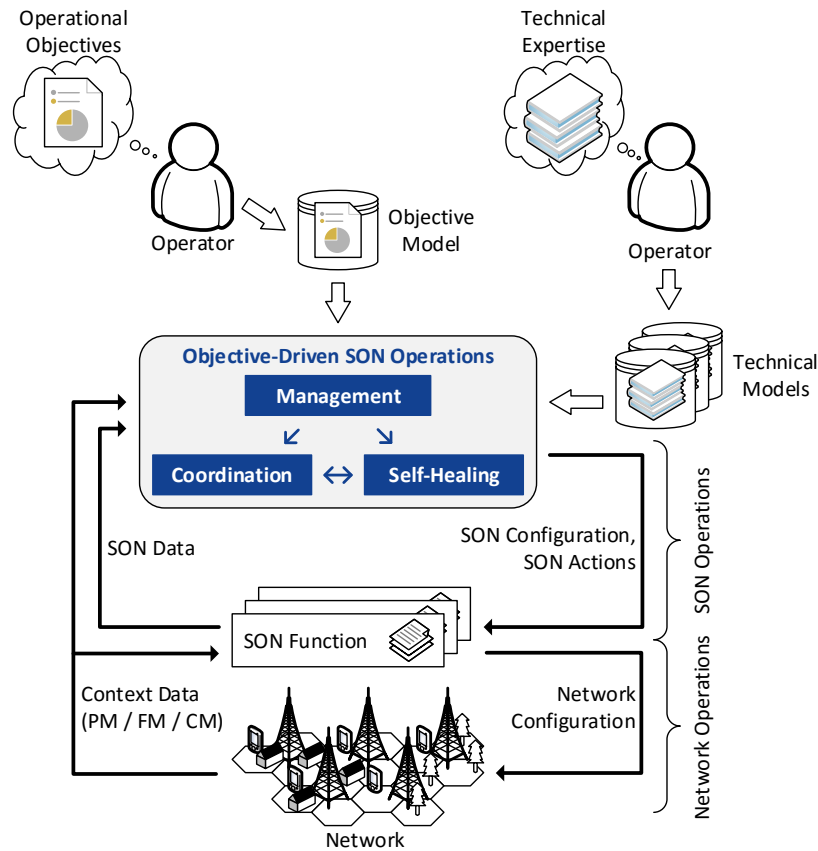 Operational
Objectives
Technical
Expertise
Operator
Objective
Model
Operator
Objective-Driven SON Operations
Management
Coordination
Self-Healing
Technical
Models
SON Data
SON Configuration,
SON Actions
SON Operations
SON Function
Context Data
(PM / FM / CM)
Network
Configuration
Network Operations
Network